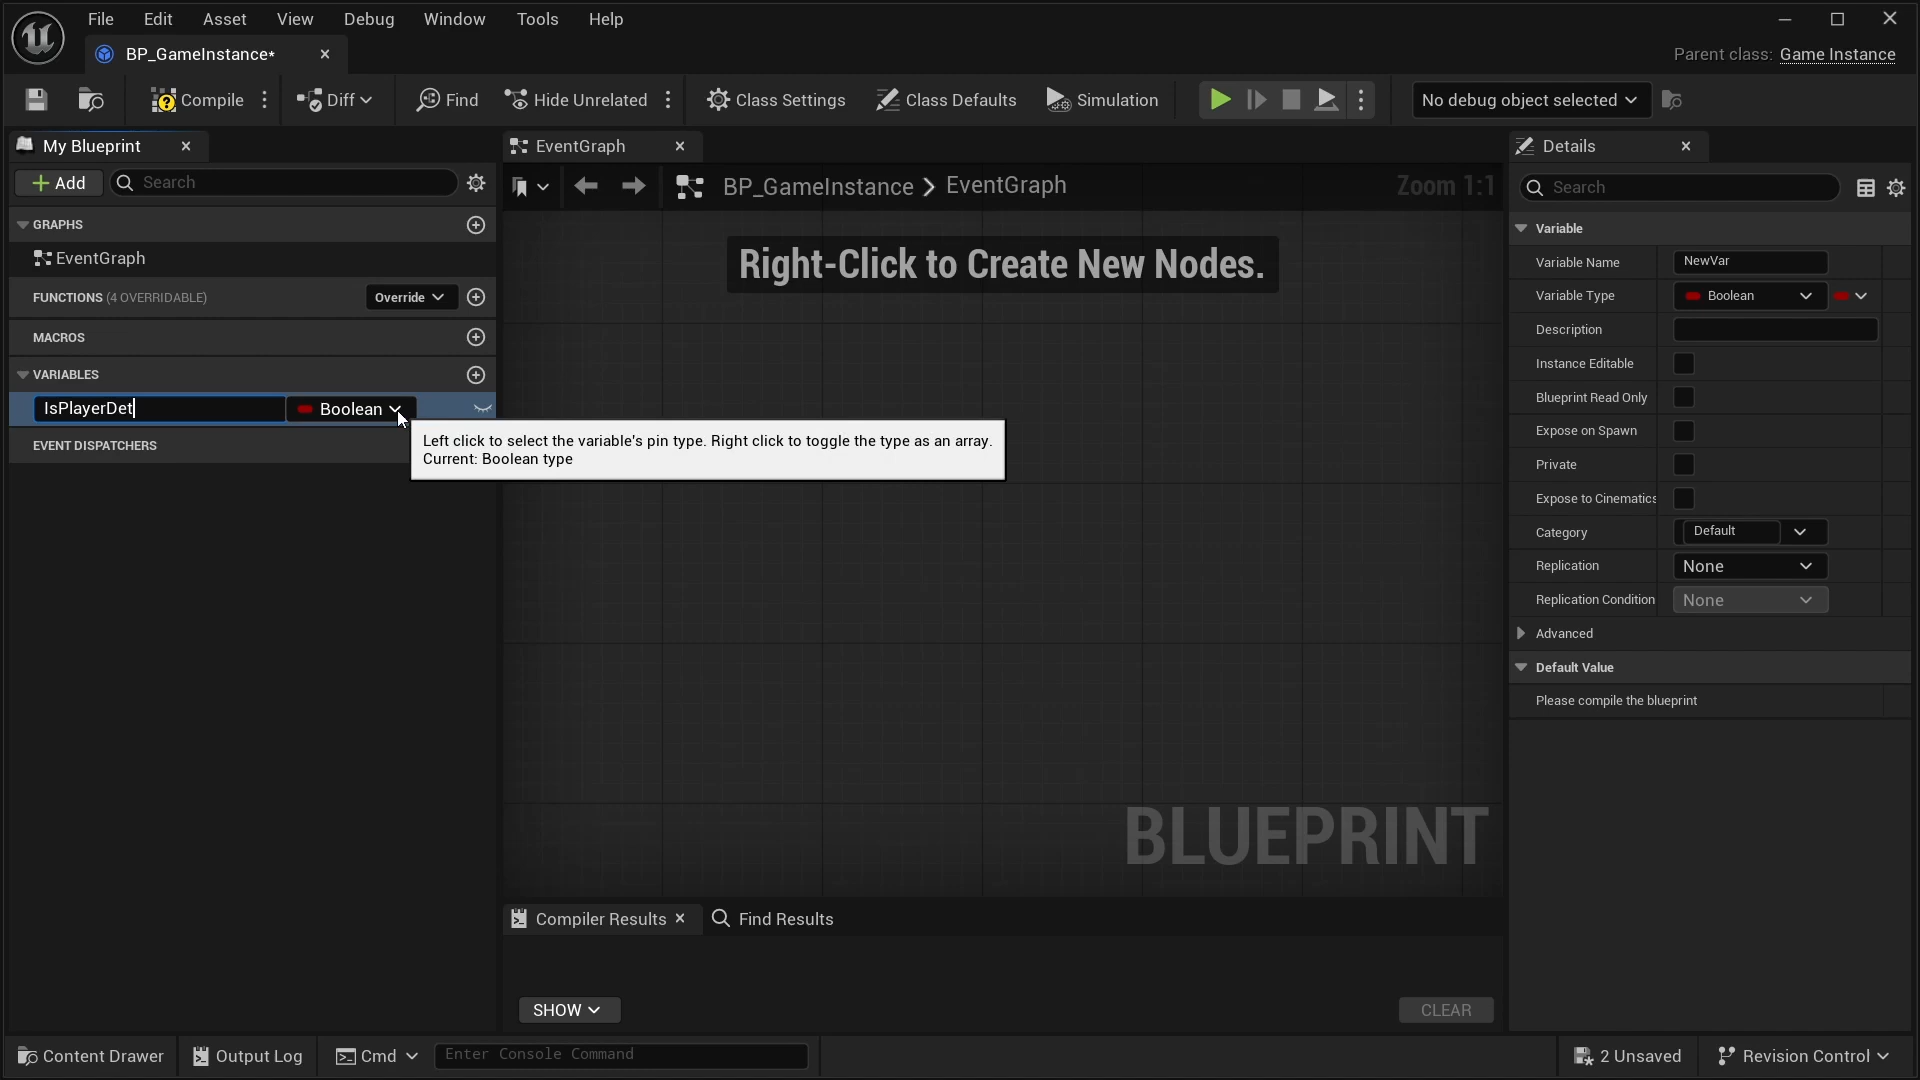 File Edit Asset View Debug Window Tools Help
BP_GameInstance*
Parent class: Game Instance
Compile Diff Find Hide Unrelated Class Settings Class Defaults Simulation No debug object selected
My Blueprint
Add Search
GRAPHS
EventGraph
FUNCTIONS (4 OVERRIDABLE) Override
MACROS
VARIABLES
IsPlayerDet Boolean
EVENT DISPATCHERS
Left click to select the variable's pin type. Right click to toggle the type as an array.
Current: Boolean type
EventGraph
BP_GameInstance > EventGraph Zoom 1:1
Right-Click to Create New Nodes.
BLUEPRINT
Compiler Results Find Results
SHOW CLEAR
Details
Search
Variable
Variable Name NewVar
Variable Type Boolean
Description
Instance Editable
Blueprint Read Only
Expose on Spawn
Private
Expose to Cinematics
Category Default
Replication None
Replication Condition None
Advanced
Default Value
Please compile the blueprint
Content Drawer Output Log Cmd Enter Console Command 2 Unsaved Revision Control